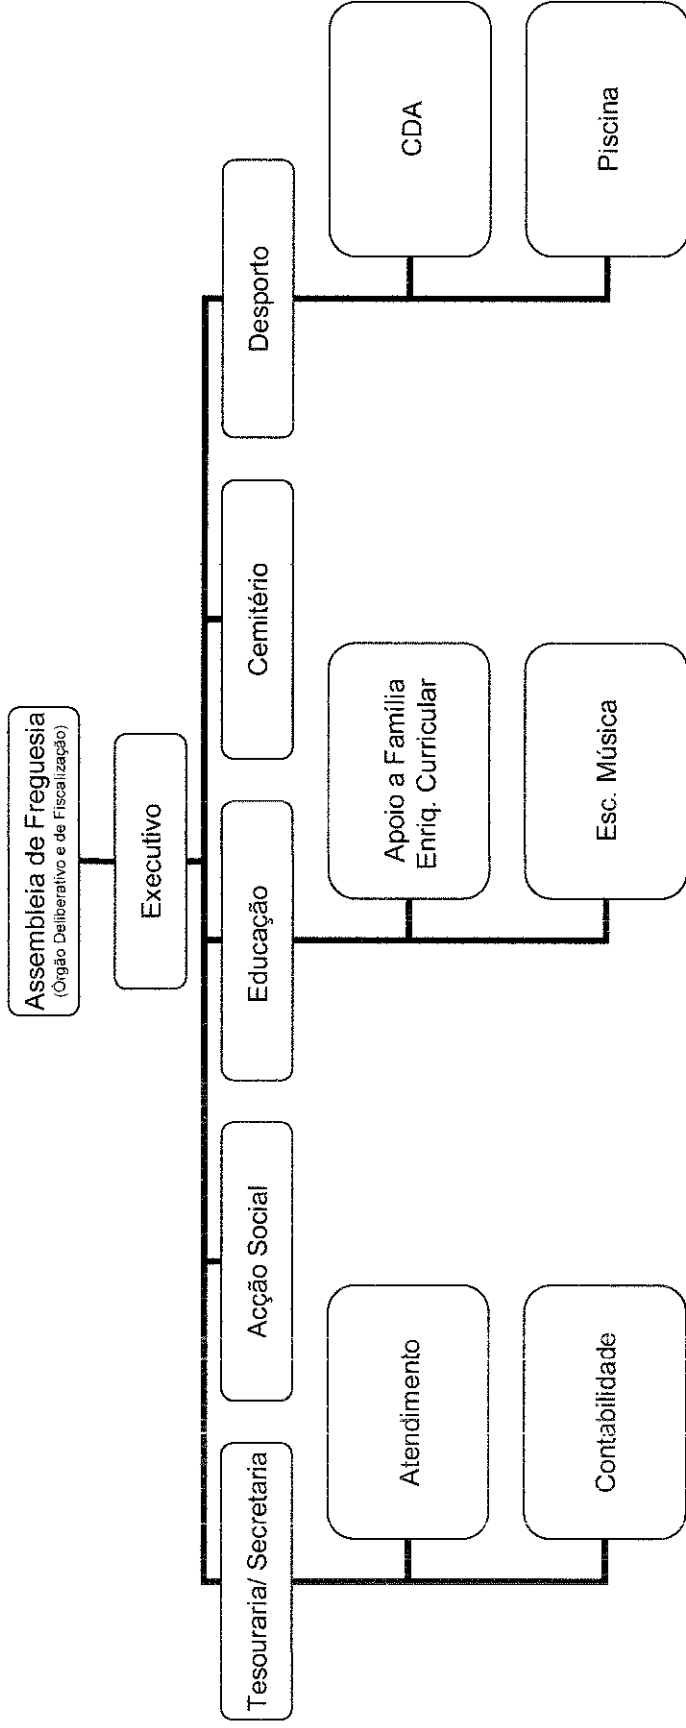 Assembleia de Freguesia
(Órgão Deliberativo e de Fiscalização)
Executivo
Tesouraria/ Secretaria
Acção Social
Educação
Cemitério
Desporto
Atendimento
Contabilidade
Apoio a Família
Enriq. Curricular
Esc. Música
CDA
Piscina